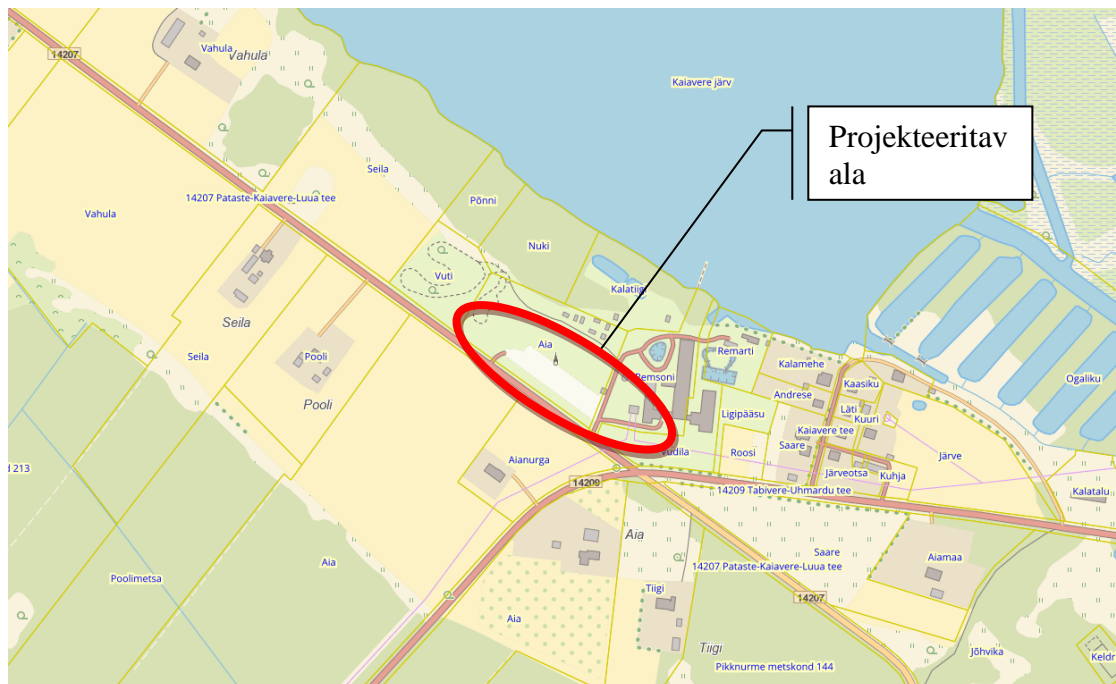 14207
Vahula
Vahula
Kaiavere järv
Projekteeritav
ala
Seila
14207 Pataste-Kaiavere-Luua tee
Põnni
Vahula
Nuki
Vuti
Kalatiigi
Seila
Aia
Remarti
Seila
Pooli
Remsoni
Kalamehe
Kaasiku
Ogaliku
Andrese
Läti
Kuuri
Pooli
Ligipääsu
Kaiavere tee
Saare
Vudila
Roosi
Järve
Aianurga
Järveotsa
Kuhja
d 213
14209
14209 Tabivere-Uhmardu tee
Kalatalu
Aia
Saare
Aiamaa
Aia
14207 Pataste-Kaiavere-Luua tee
Poolimetsa
Tiigi
14207
Aia
Tiigi
Jõhvika
Keldr
Pikknurme metskond 144